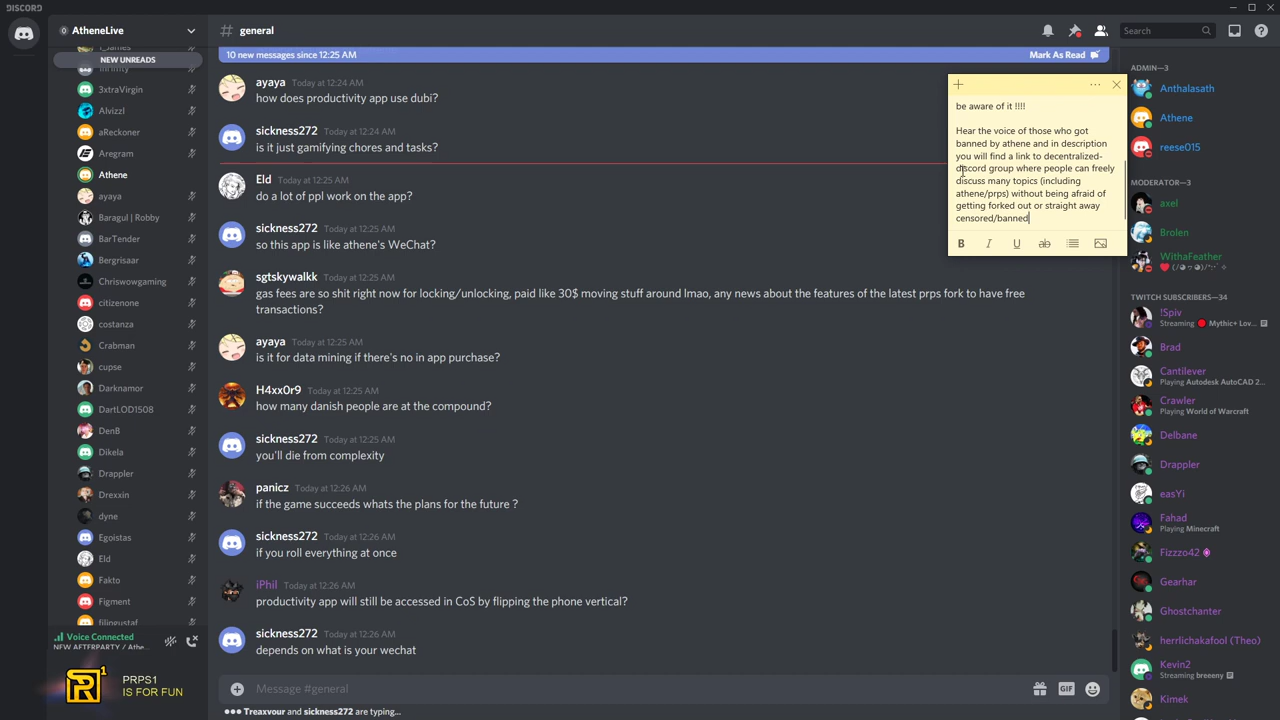 DISCORD
AtheneLive
NEW UNREADS
Infinity
3xtraVirgin
AlvizzI
aReckoner
Aregram
Athene
ayaya
Baragul | Robby
BarTender
Bergrisaar
Chriswowgaming
citizenone
costanza
Crabman
cupse
Darknamor
DartLOD1508
DenB
Dikela
Drappler
Drexxin
dyne
Egoistas
Eld
Fakto
Figment
filingustaf
Voice Connected
NEW AFTERPARTY / Athe...
PRPS1
IS FOR FUN
# general
Search
10 new messages since 12:25 AM
Mark As Read
ayaya Today at 12:24 AM
how does productivity app use dubi?
sickness272 Today at 12:24 AM
is it just gamifying chores and tasks?
Eld Today at 12:25 AM
do a lot of ppl work on the app?
sickness272 Today at 12:25 AM
so this app is like athene's WeChat?
sgtskywalkk Today at 12:25 AM
gas fees are so shit right now for locking/unlocking, paid like 30$ moving stuff around lmao, any news about the features of the latest prps fork to have free
transactions?
ayaya Today at 12:25 AM
is it for data mining if there's no in app purchase?
H4xx0r9 Today at 12:25 AM
how many danish people are at the compound?
sickness272 Today at 12:25 AM
you'll die from complexity
panicz Today at 12:26 AM
if the game succeeds whats the plans for the future ?
sickness272 Today at 12:26 AM
if you roll everything at once
iPhil Today at 12:26 AM
productivity app will still be accessed in CoS by flipping the phone vertical?
sickness272 Today at 12:26 AM
depends on what is your wechat
Message #general
GIF
Treaxvour and sickness272 are typing...
be aware of it !!!!
Hear the voice of those who got
banned by athene and in description
you will find a link to decentralized-
discord group where people can freely
discuss many topics (including
athene/prps) without being afraid of
getting forked out or straight away
censored/banned
B I U ab
ADMIN—3
Anthalasath
Athene
reese015
MODERATOR—3
axel
Brolen
WithaFeather
TWITCH SUBSCRIBERS—34
!Spiv
Streaming Mythic+ Lov...
Brad
Cantilever
Playing Autodesk AutoCAD 2...
Crawler
Playing World of Warcraft
Delbane
Drappler
easYi
Fahad
Playing Minecraft
Fizzzo42
Gearhar
Ghostchanter
herrlichakafool (Theo)
Kevin2
Streaming breeeny
Kimek